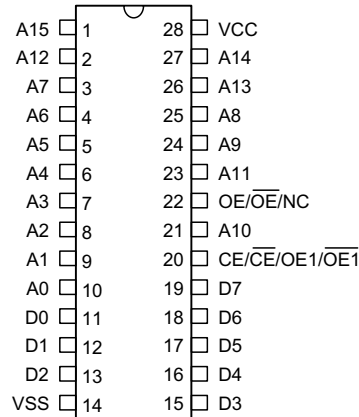 A15 1 28 VCC
A12 2 27 A14
A7 3 26 A13
A6 4 25 A8
A5 5 24 A9
A4 6 23 A11
A3 7 22 OE/O̅E̅/NC
A2 8 21 A10
A1 9 20 CE/C̅E̅/OE1/O̅E̅1̅
A0 10 19 D7
D0 11 18 D6
D1 12 17 D5
D2 13 16 D4
VSS 14 15 D3